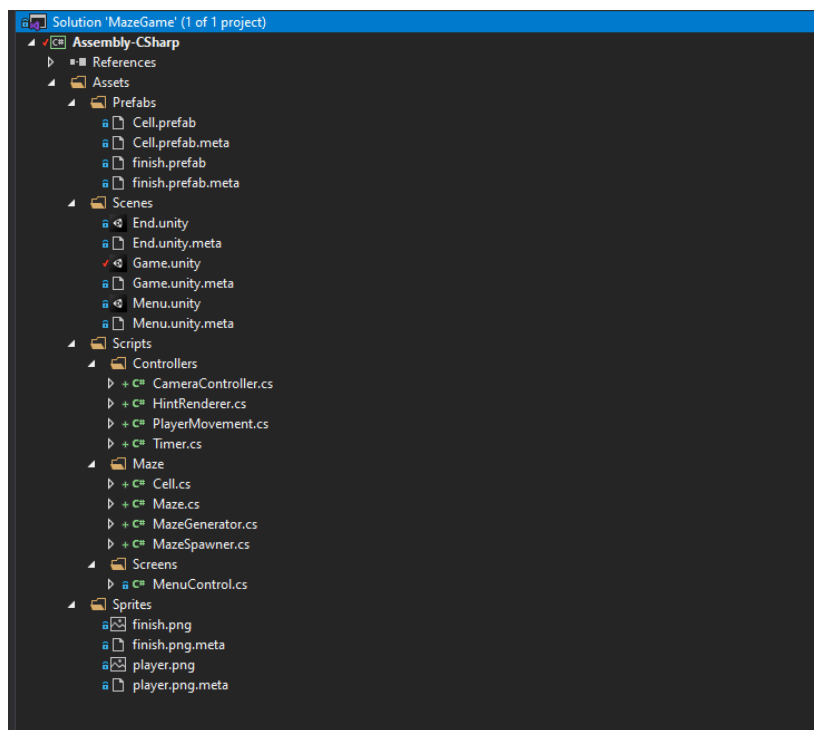 Solution 'MazeGame' (1 of 1 project)
C# Assembly-CSharp
References
Assets
Prefabs
Cell.prefab
Cell.prefab.meta
finish.prefab
finish.prefab.meta
Scenes
End.unity
End.unity.meta
Game.unity
Game.unity.meta
Menu.unity
Menu.unity.meta
Scripts
Controllers
+ C# CameraController.cs
+ C# HintRenderer.cs
+ C# PlayerMovement.cs
+ C# Timer.cs
Maze
+ C# Cell.cs
+ C# Maze.cs
+ C# MazeGenerator.cs
+ C# MazeSpawner.cs
Screens
C# MenuControl.cs
Sprites
finish.png
finish.png.meta
player.png
player.png.meta